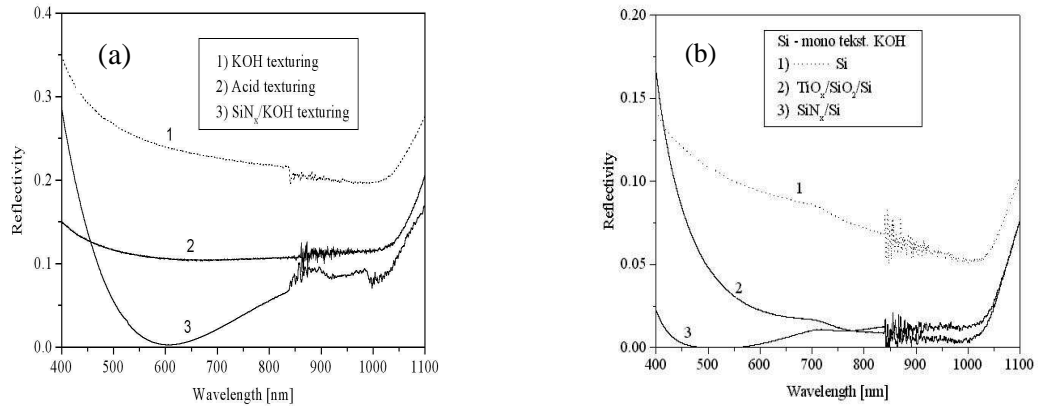 0.4
(a)
1) KOH texturing
2) Acid texturing
3) SiNx/KOH texturing
0.3
1
0.2
Reflectivity
2
0.1
3
0.0
400 500 600 700 800 900 1000 1100
Wavelength [nm]
0.20
(b)
Si - mono tekst. KOH
1) ........ Si
2) TiOx/SiO2/Si
3) SiNx/Si
0.15
1
0.10
Reflectivity
0.05
2
3
0.00
400 500 600 700 800 900 1000 1100
Wavelength [nm]